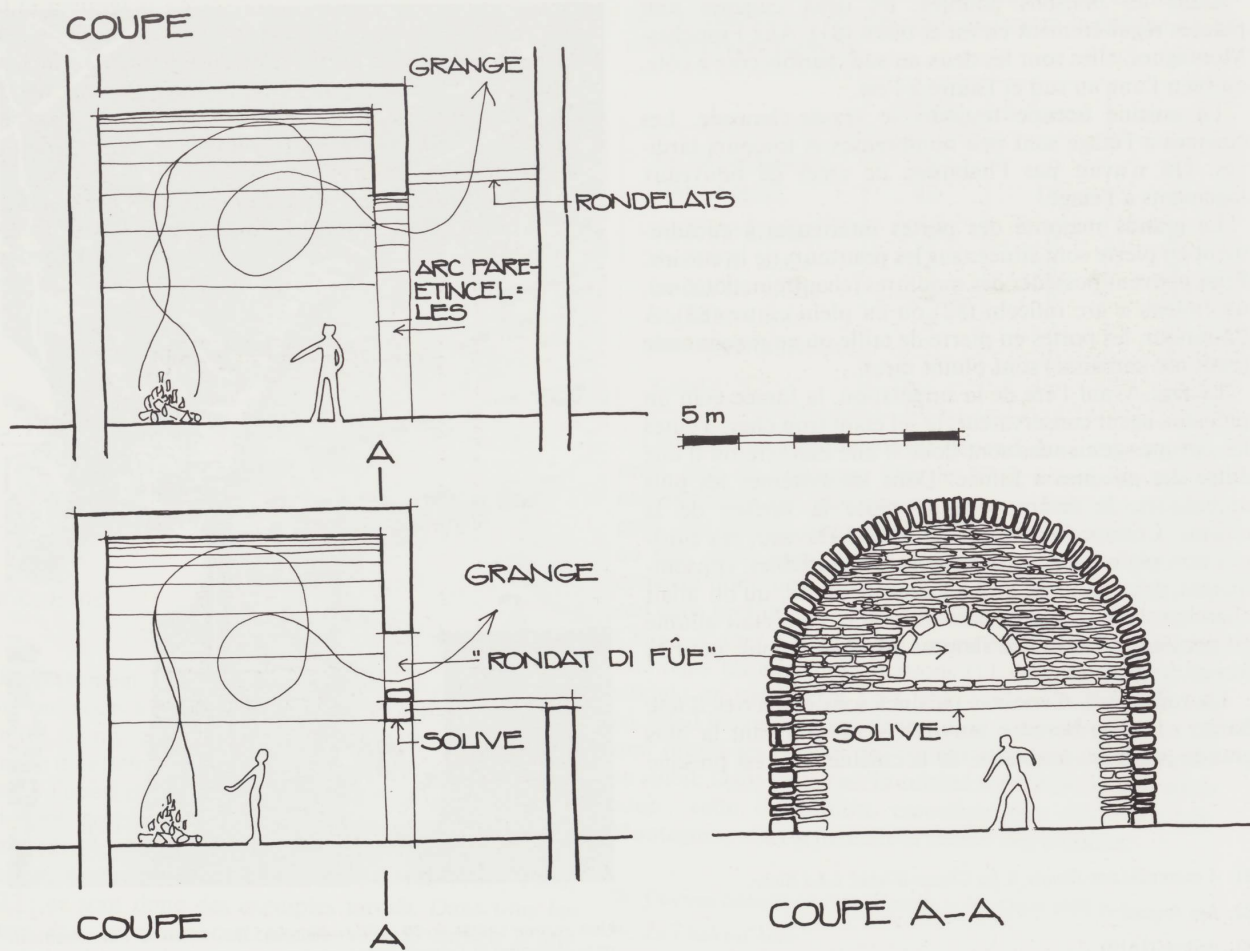 COUPE
GRANGE
RONDELATS
ARC PARE-
ETINCEL=
LES
5 m
A
GRANGE
"RONDAT DI FÛE"
SOLIVE
SOLIVE
COUPE
A
COUPE A-A